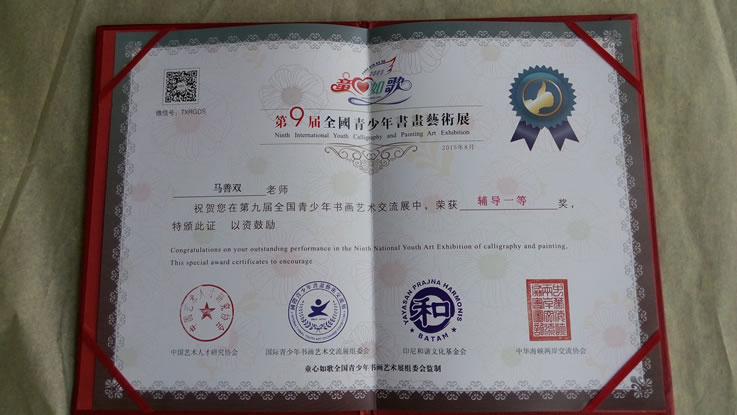 2003
童心如歌
微信号：TXRGDS
第9届全國青少年書畫藝術展
Ninth International Youth Calligraphy and Painting Art Exhibition
2015年8月
马善双 老师
祝贺您在第九届全国青少年书画艺术交流展中，荣获 辅导一等 奖，
特颁此证 以资鼓励
Congratulations on your outstanding performance in the Ninth National Youth Art Exhibition of calligraphy and painting,
This special award certificates to encourage
YAYASAN PRAJNA HARMONIS
和
BATAM
中国艺术人才研究协会
国际青少年书画艺术交流展组委会
印尼和谐文化基金会
中华海峡两岸交流协会
童心如歌全国青少年书画艺术展组委会监制